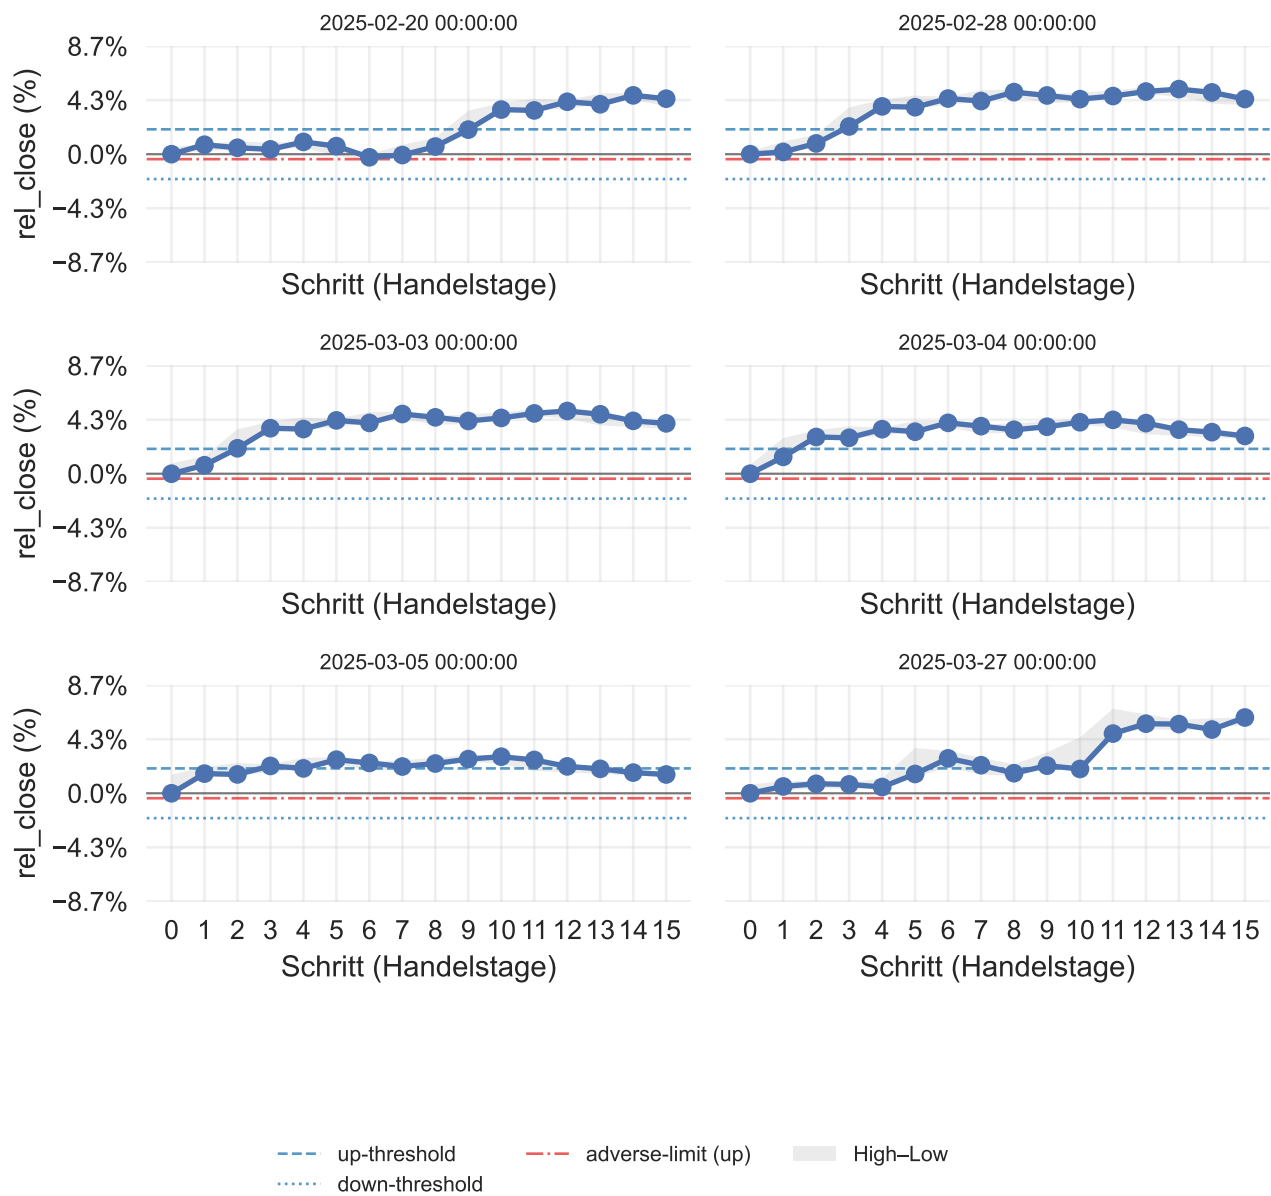 2025-02-20 00:00:00
2025-02-28 00:00:00
rel_close (%)
8.7%
4.3%
0.0%
−4.3%
−8.7%
Schritt (Handelstage)
Schritt (Handelstage)
2025-03-03 00:00:00
2025-03-04 00:00:00
rel_close (%)
8.7%
4.3%
0.0%
−4.3%
−8.7%
Schritt (Handelstage)
Schritt (Handelstage)
2025-03-05 00:00:00
2025-03-27 00:00:00
rel_close (%)
8.7%
4.3%
0.0%
−4.3%
−8.7%
0 1 2 3 4 5 6 7 8 9 10 11 12 13 14 15
0 1 2 3 4 5 6 7 8 9 10 11 12 13 14 15
Schritt (Handelstage)
Schritt (Handelstage)
up-threshold
adverse-limit (up)
High–Low
down-threshold